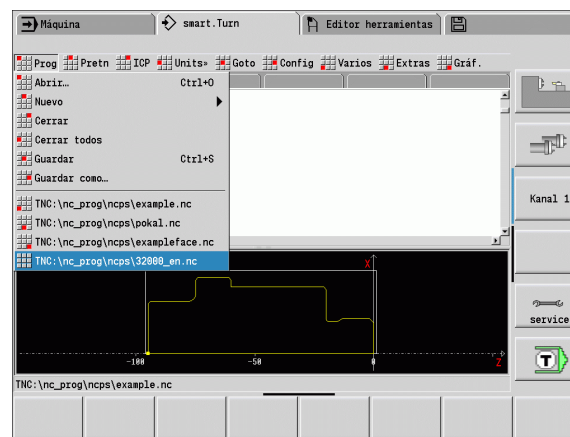 Máquina smart.Turn Editor herramientas
Prog Pretn ICP Units» Goto Config Varios Extras Gráf.
Abrir… Ctrl+O
Nuevo
Cerrar
Cerrar todos
Guardar Ctrl+S
Guardar como…
TNC:\nc_prog\ncps\example.nc
TNC:\nc_prog\ncps\pokal.nc
TNC:\nc_prog\ncps\exampleface.nc
TNC:\nc_prog\ncps\32000_en.nc
Kanal 1
X
service
-100 -50 0 Z
T
TNC:\nc_prog\ncps\example.nc